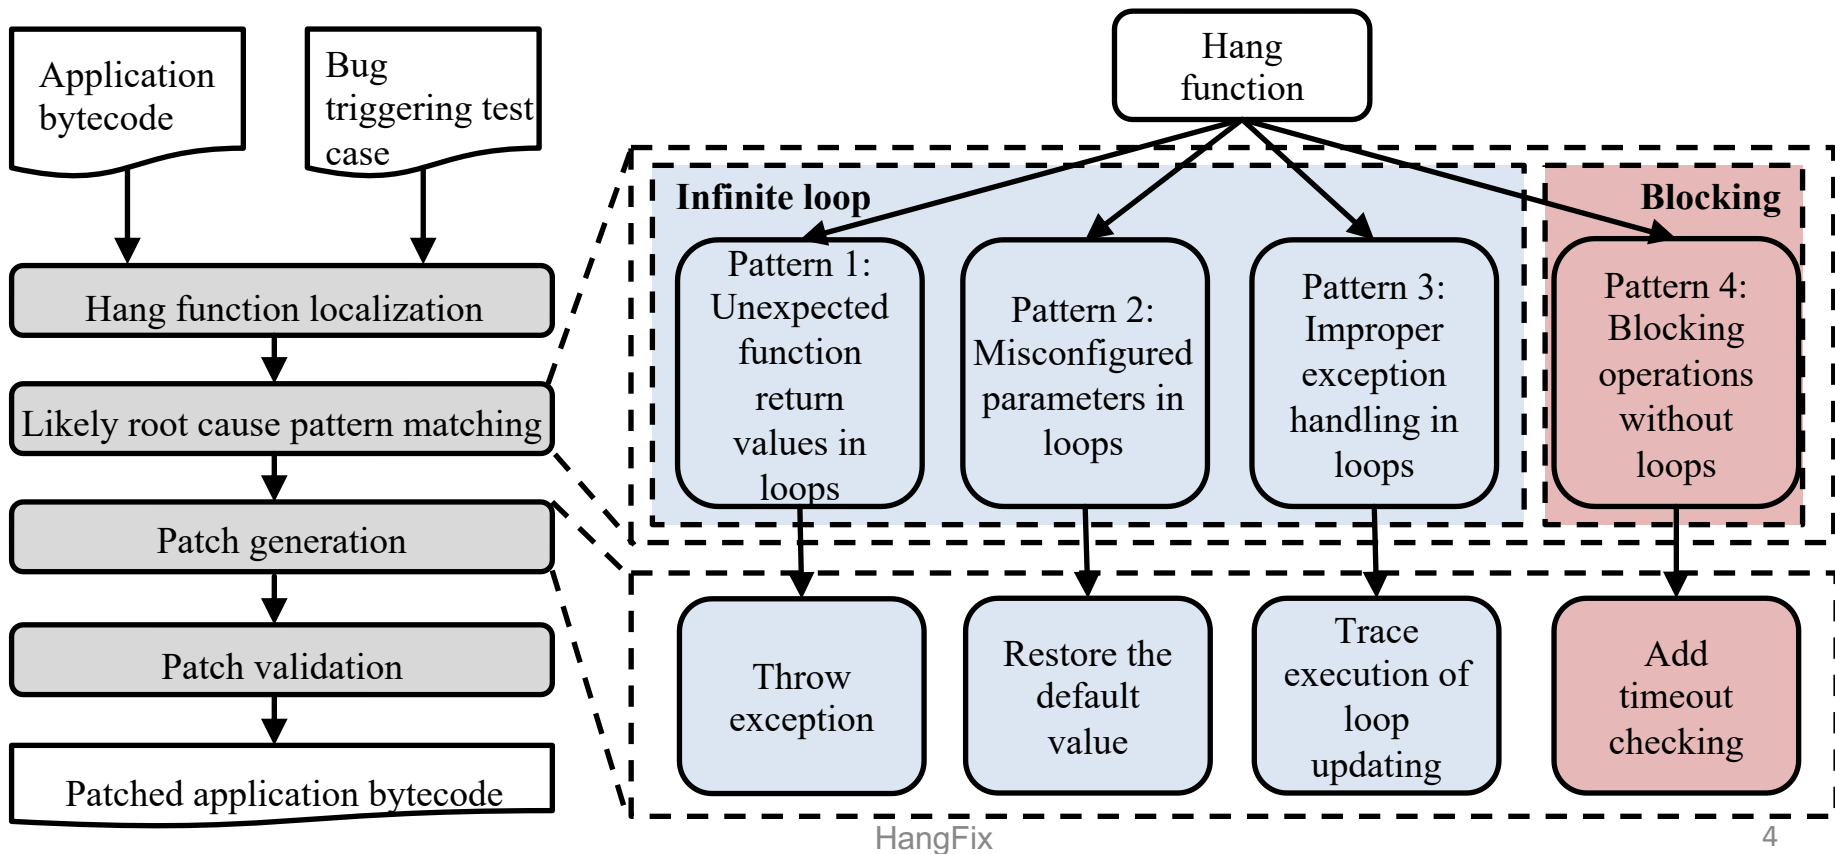 Application
bytecode
Bug
triggering test
case
Hang function localization
Likely root cause pattern matching
Patch generation
Patch validation
Patched application bytecode
Hang
function
Infinite loop
Blocking
Pattern 1:
Unexpected
function
return
values in
loops
Pattern 2:
Misconfigured
parameters in
loops
Pattern 3:
Improper
exception
handling in
loops
Pattern 4:
Blocking
operations
without
loops
Throw
exception
Restore the
default
value
Trace
execution of
loop
updating
Add
timeout
checking
HangFix
4